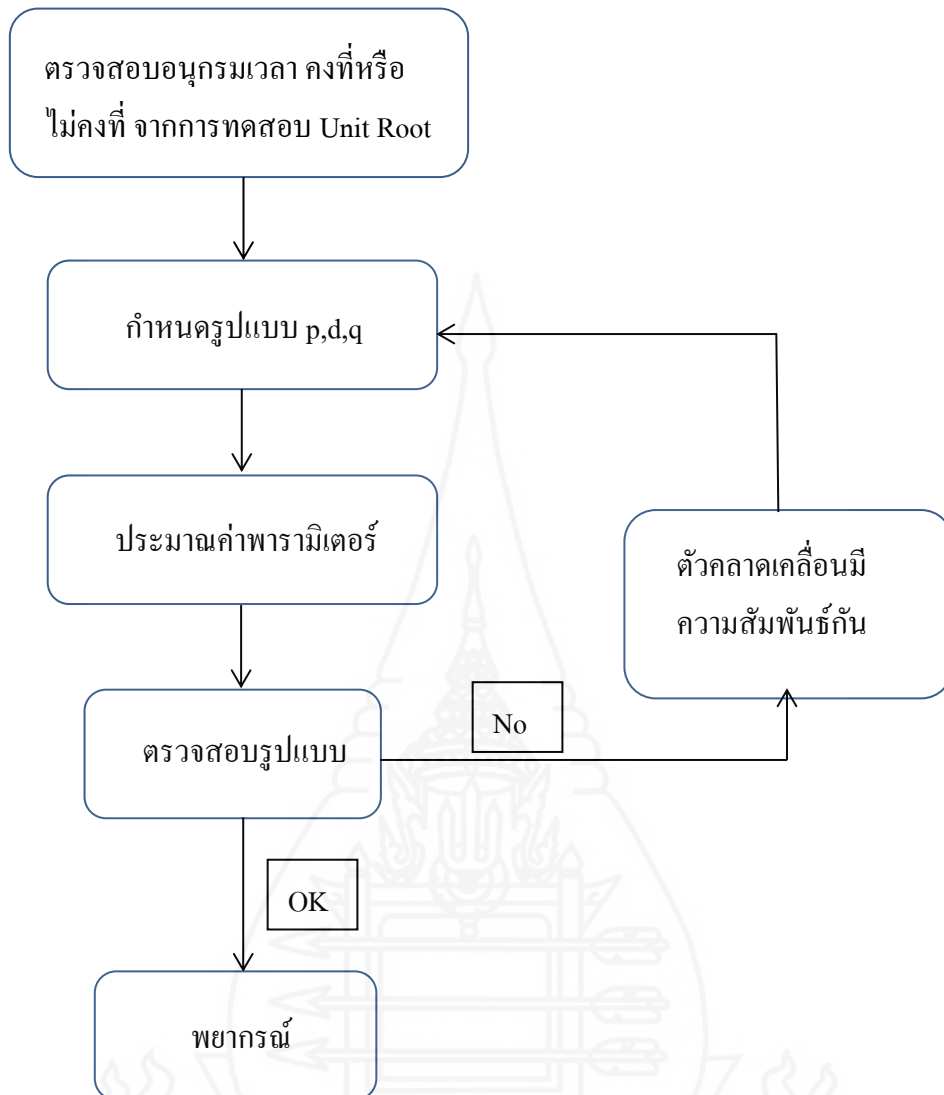 ตรวจสอบอนุกรมเวลา คงที่หรือ
ไม่คงที่ จากการทดสอบ Unit Root
กำหนดรูปแบบ p,d,q
ประมาณค่าพารามิเตอร์
ตัวคลาดเคลื่อนมี
ความสัมพันธ์กัน
No
ตรวจสอบรูปแบบ
OK
พยากรณ์